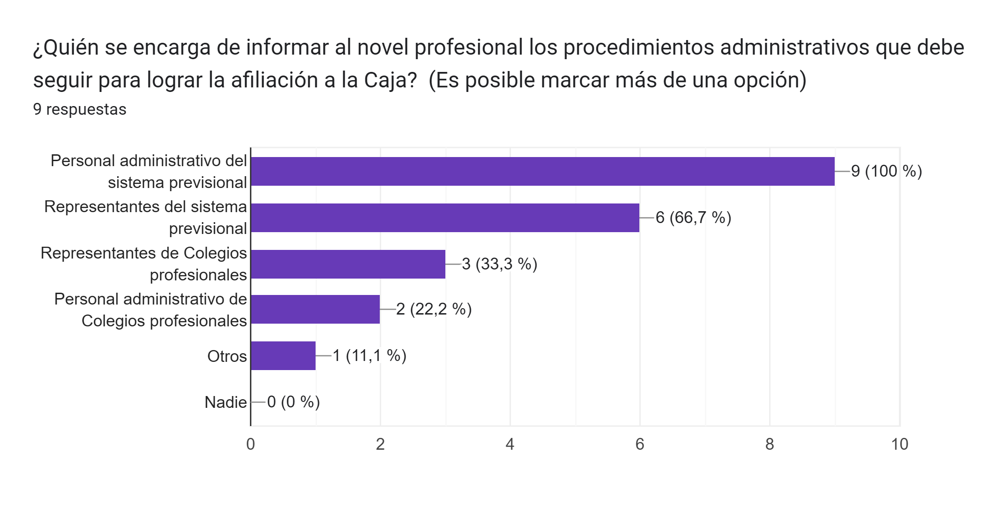 ¿Quién se encarga de informar al novel profesional los procedimientos administrativos que debe
seguir para lograr la afiliación a la Caja?  (Es posible marcar más de una opción)
9 respuestas
Personal administrativo del
sistema previsional
9 (100 %)
Representantes del sistema
previsional
6 (66,7 %)
Representantes de Colegios
profesionales
3 (33,3 %)
Personal administrativo de
Colegios profesionales
2 (22,2 %)
Otros
1 (11,1 %)
Nadie
0 (0 %)
0 2 4 6 8 10